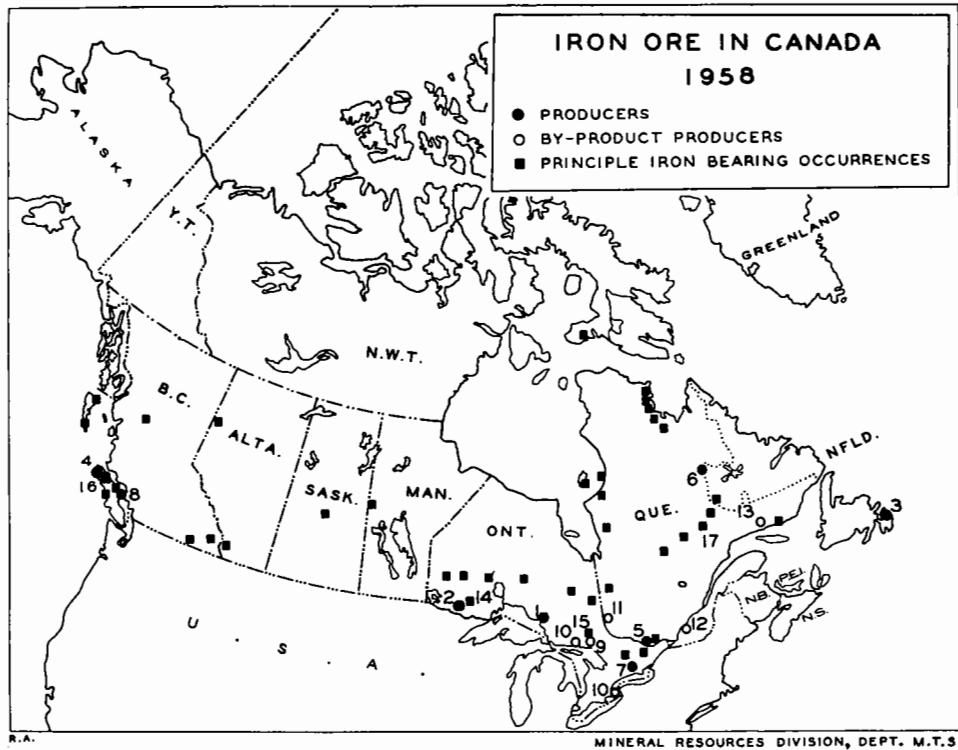 IRON ORE IN CANADA
1958
PRODUCERS
BY-PRODUCT PRODUCERS
PRINCIPLE IRON BEARING OCCURRENCES
ALASKA
Y.T.
GREENLAND
N.W.T.
B.C.
ALTA.
SASK.
MAN.
ONT.
QUE.
NFLD.
4
16
8
6
13
3
17
2
14
1
15
11
10
9
5
12
7
10
N.B.
P.E.I.
N.S.
U. S. A.
R.A.
MINERAL RESOURCES DIVISION, DEPT. M.T.S